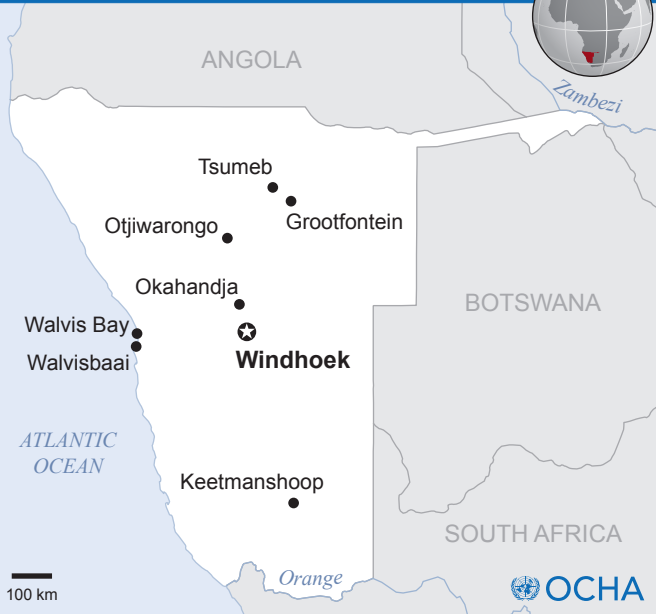 ANGOLA
Zambezi
Tsumeb
Grootfontein
Otjiwarongo
Okahandja
BOTSWANA
Walvis Bay
Walvisbaai
Windhoek
ATLANTIC
OCEAN
Keetmanshoop
SOUTH AFRICA
Orange
100 km
OCHA